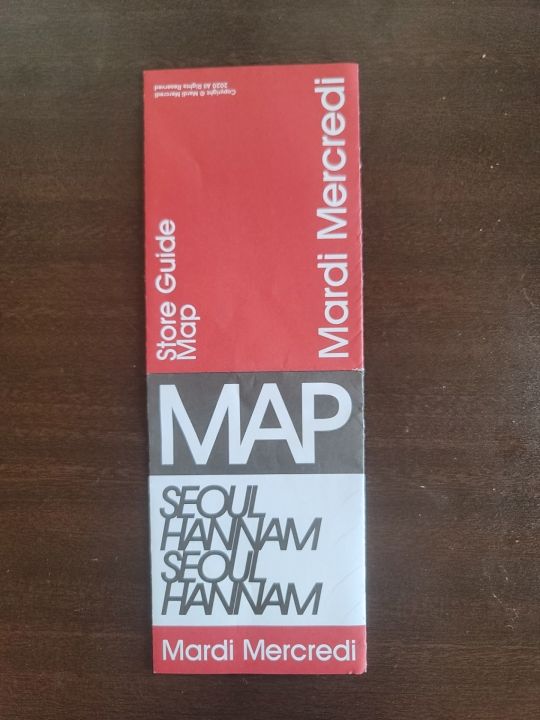 Copyright © Mardi Mercredi
2020 All Rights Reserved
Mardi Mercredi
Store Guide
Map
MAP
SEOUL
HANNAM
SEOUL
HANNAM
Mardi Mercredi